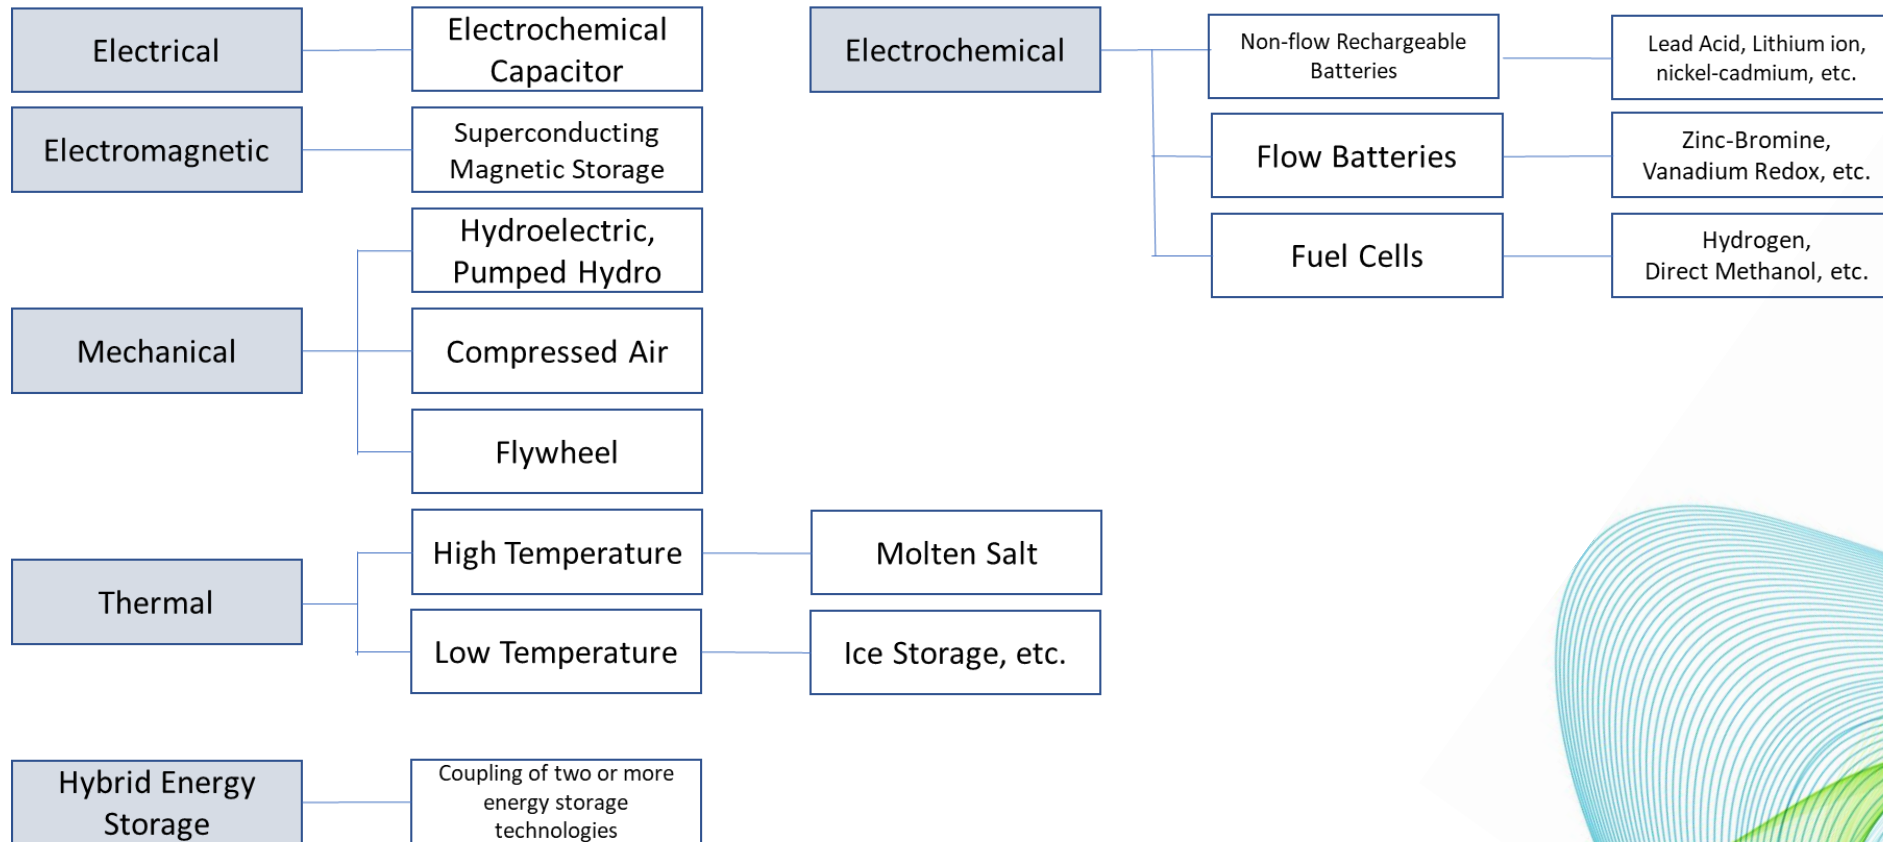 Electrical
Electrochemical
Capacitor
Electromagnetic
Superconducting
Magnetic Storage
Mechanical
Hydroelectric,
Pumped Hydro
Compressed Air
Flywheel
Thermal
High Temperature
Molten Salt
Low Temperature
Ice Storage, etc.
Hybrid Energy
Storage
Coupling of two or more
energy storage
technologies
Electrochemical
Non-flow Rechargeable
Batteries
Lead Acid, Lithium ion,
nickel-cadmium, etc.
Flow Batteries
Zinc-Bromine,
Vanadium Redox, etc.
Fuel Cells
Hydrogen,
Direct Methanol, etc.